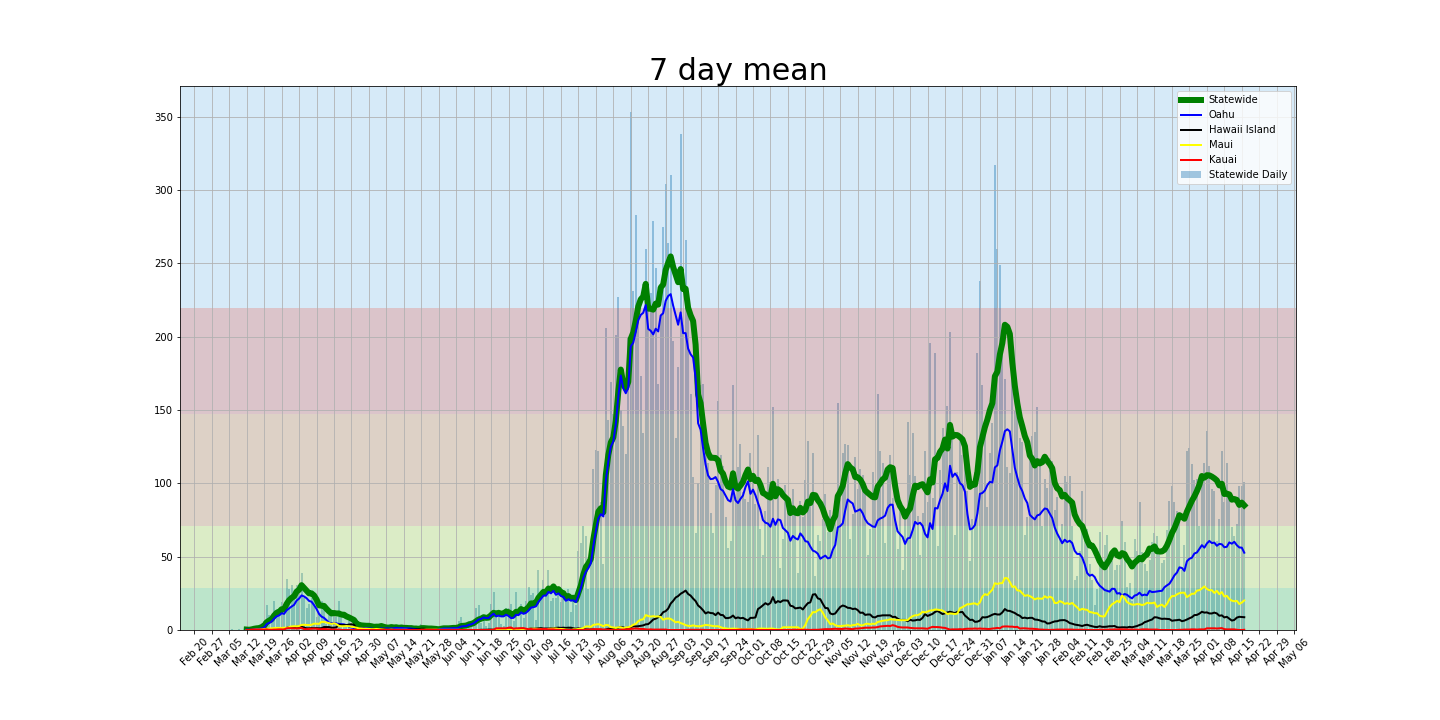 7 day mean
Statewide
Oahu
Hawaii Island
Maui
Kauai
Statewide Daily
350
300
250
200
150
100
50
0
Feb 20
Feb 27
Mar 05
Mar 12
Mar 19
Mar 26
Apr 02
Apr 09
Apr 16
Apr 23
Apr 30
May 07
May 14
May 21
May 28
Jun 04
Jun 11
Jun 18
Jun 25
Jul 02
Jul 09
Jul 16
Jul 23
Jul 30
Aug 06
Aug 13
Aug 20
Aug 27
Sep 03
Sep 10
Sep 17
Sep 24
Oct 01
Oct 08
Oct 15
Oct 22
Oct 29
Nov 05
Nov 12
Nov 19
Nov 26
Dec 03
Dec 10
Dec 17
Dec 24
Dec 31
Jan 07
Jan 14
Jan 21
Jan 28
Feb 04
Feb 11
Feb 18
Feb 25
Mar 04
Mar 11
Mar 18
Mar 25
Apr 01
Apr 08
Apr 15
Apr 22
Apr 29
May 06